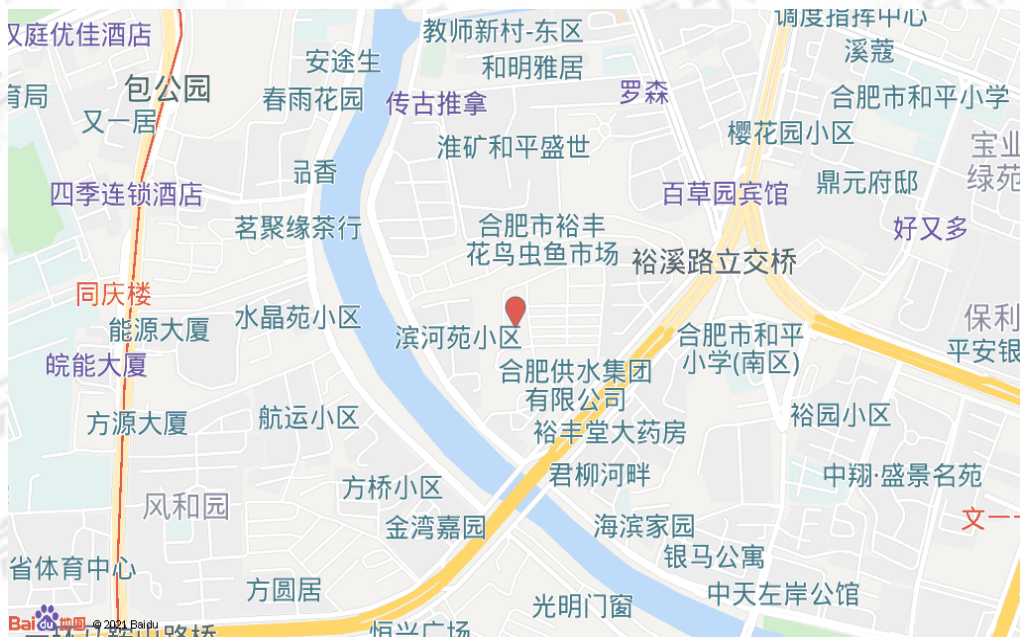 调度指挥中心
汉庭优佳酒店
教师新村-东区
溪蔻
安途生
和明雅居
包公园
罗森
育局
春雨花园
传古推拿
合肥市和平小学
又一居
樱花园小区
淮矿和平盛世
宝业
绿苑
品香
四季连锁酒店
百草园宾馆
鼎元府邸
茗聚缘茶行
合肥市裕丰
花鸟虫鱼市场
好又多
裕溪路立交桥
同庆楼
能源大厦
水晶苑小区
滨河苑小区
合肥市和平
小学(南区)
保利
平安银
皖能大厦
合肥供水集团
有限公司
方源大厦
航运小区
裕园小区
裕丰堂大药房
方桥小区
君柳河畔
中翔·盛景名苑
风和园
金湾嘉园
海滨家园
文一
银马公寓
省体育中心
方圆居
中天左岸公馆
光明门窗
Bai du 地图
© 2021 Baidu
恒兴广场